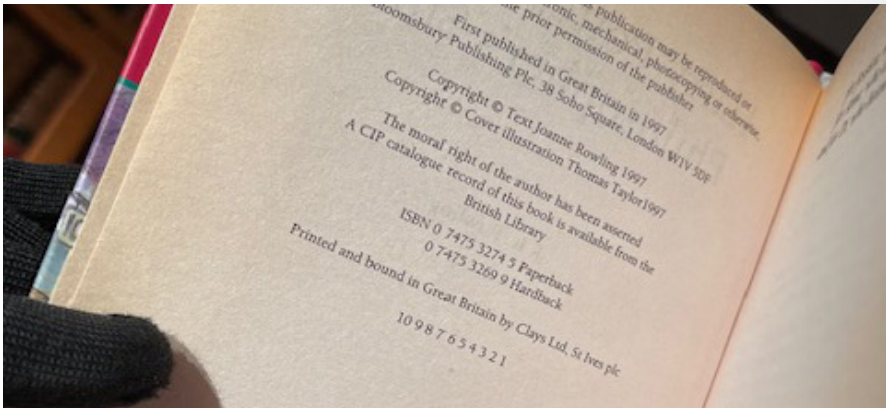 s publication may be reproduced or
ronic, mechanical, photocopying or otherwise,
e prior permission of the publisher
First published in Great Britain in 1997
Bloomsbury Publishing Plc, 38 Soho Square, London W1V 5DF
Copyright © Text Joanne Rowling 1997
Copyright © Cover illustration Thomas Taylor1997
The moral right of the author has been asserted
A CIP catalogue record of this book is available from the
British Library
ISBN 0 7475 3274 5 Paperback
0 7475 3269 9 Hardback
Printed and bound in Great Britain by Clays Ltd, St Ives plc
10 9 8 7 6 5 4 3 2 1